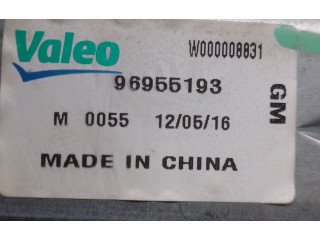 Valeo W000008831
96955193
M 0055 12/05/16
GM
MADE IN CHINA